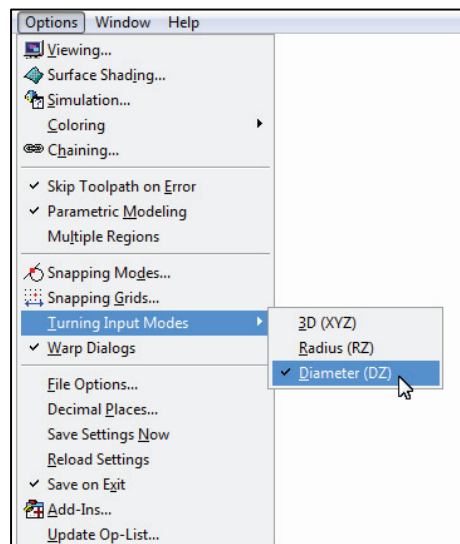 Options Window Help
Viewing...
Surface Shading...
Simulation...
Coloring
Chaining...
Skip Toolpath on Error
Parametric Modeling
Multiple Regions
Snapping Modes...
Snapping Grids...
Turning Input Modes
3D (XYZ)
Radius (RZ)
Diameter (DZ)
Warp Dialogs
File Options...
Decimal Places...
Save Settings Now
Reload Settings
Save on Exit
Add-Ins...
Update Op-List...